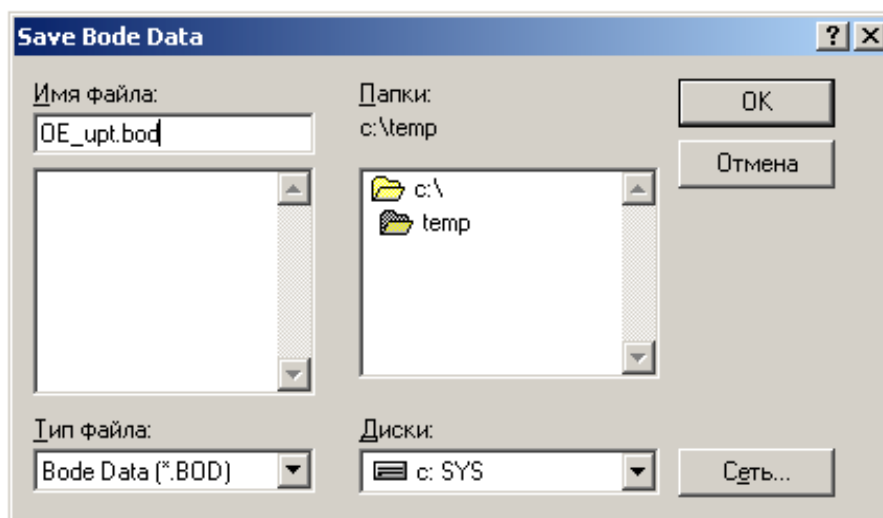 Save Bode Data
Имя файла:
OE_upt.bod
Папки:
c:\temp
c:\
temp
OK
Отмена
Тип файла:
Bode Data (*.BOD)
Диски:
c: SYS
Сеть...